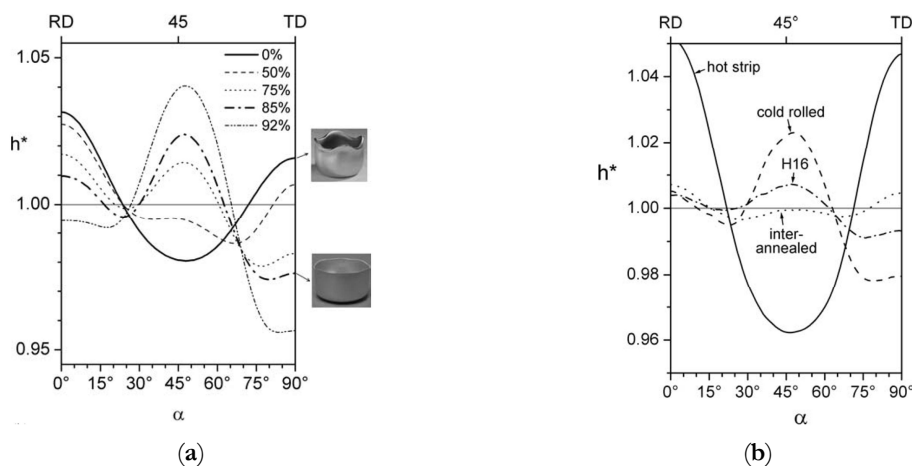 RD 45 TD
1.05
1.00
0.95
h*
0%
50%
75%
85%
92%
0° 15° 30° 45° 60° 75° 90°
α
(a)
RD 45° TD
1.04
1.02
1.00
0.98
0.96
h*
hot strip
cold rolled
H16
inter-
annealed
0° 15° 30° 45° 60° 75° 90°
α
(b)